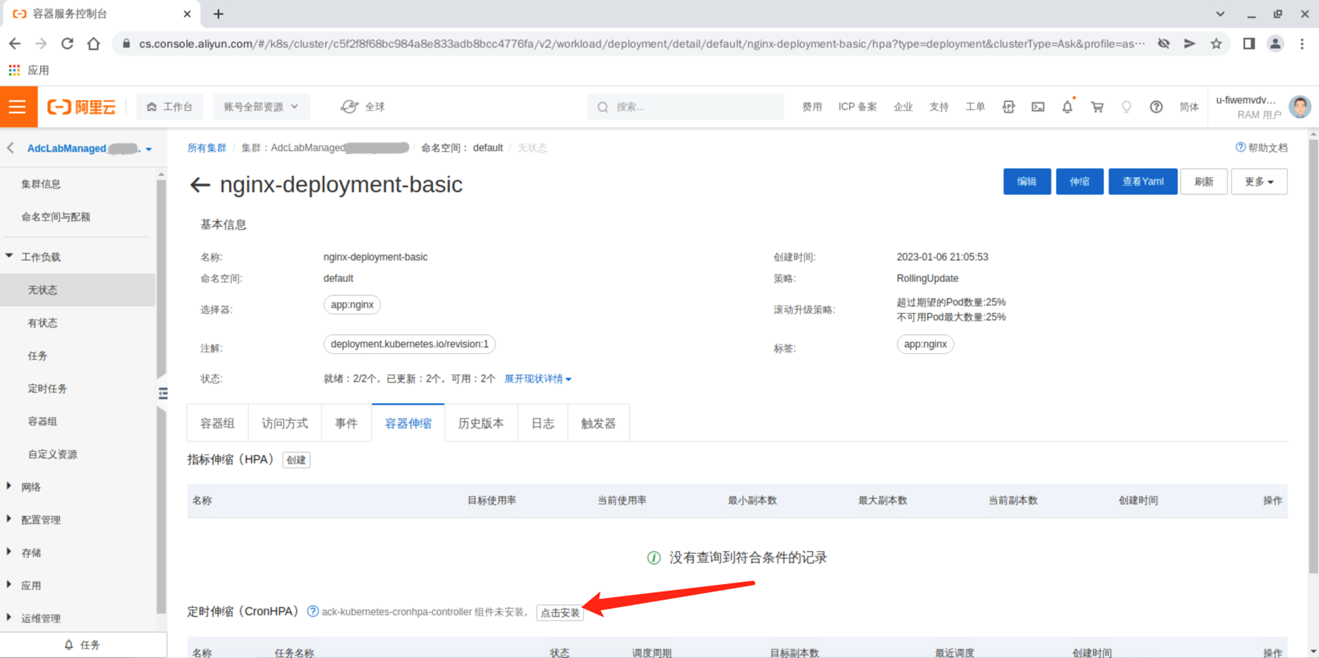 容器服务控制台
cs.console.aliyun.com/#/k8s/cluster/c5f2f8f68bc984a8e833adb8bcc4776fa/v2/workload/deployment/detail/default/nginx-deployment-basic/hpa?type=deployment&clusterType=Ask&profile=as···
应用
阿里云 工作台 账号全部资源 全球 搜索... 费用 ICP 备案 企业 支持 工单 简体 u-fiwemvdv... RAM 用户
AdcLabManaged
所有集群 / 集群：AdcLabManaged / 命名空间： default / 无状态 帮助文档
集群信息
命名空间与配额
工作负载
无状态
有状态
任务
定时任务
容器组
自定义资源
网络
配置管理
存储
应用
运维管理
任务
nginx-deployment-basic 编辑 伸缩 查看Yaml 刷新 更多
基本信息
名称: nginx-deployment-basic 创建时间: 2023-01-06 21:05:53
命名空间: default 策略: RollingUpdate
选择器: app:nginx 滚动升级策略: 超过期望的Pod数量:25%
不可用Pod最大数量:25%
注解: deployment.kubernetes.io/revision:1 标签: app:nginx
状态: 就绪：2/2个，已更新：2个，可用：2个 展开现状详情
容器组 访问方式 事件 容器伸缩 历史版本 日志 触发器
指标伸缩（HPA） 创建
名称 目标使用率 当前使用率 最小副本数 最大副本数 当前副本数 创建时间 操作
没有查询到符合条件的记录
定时伸缩（CronHPA） ack-kubernetes-cronhpa-controller 组件未安装， 点击安装
名称 任务名称 状态 调度周期 目标副本数 最近调度 创建时间 操作